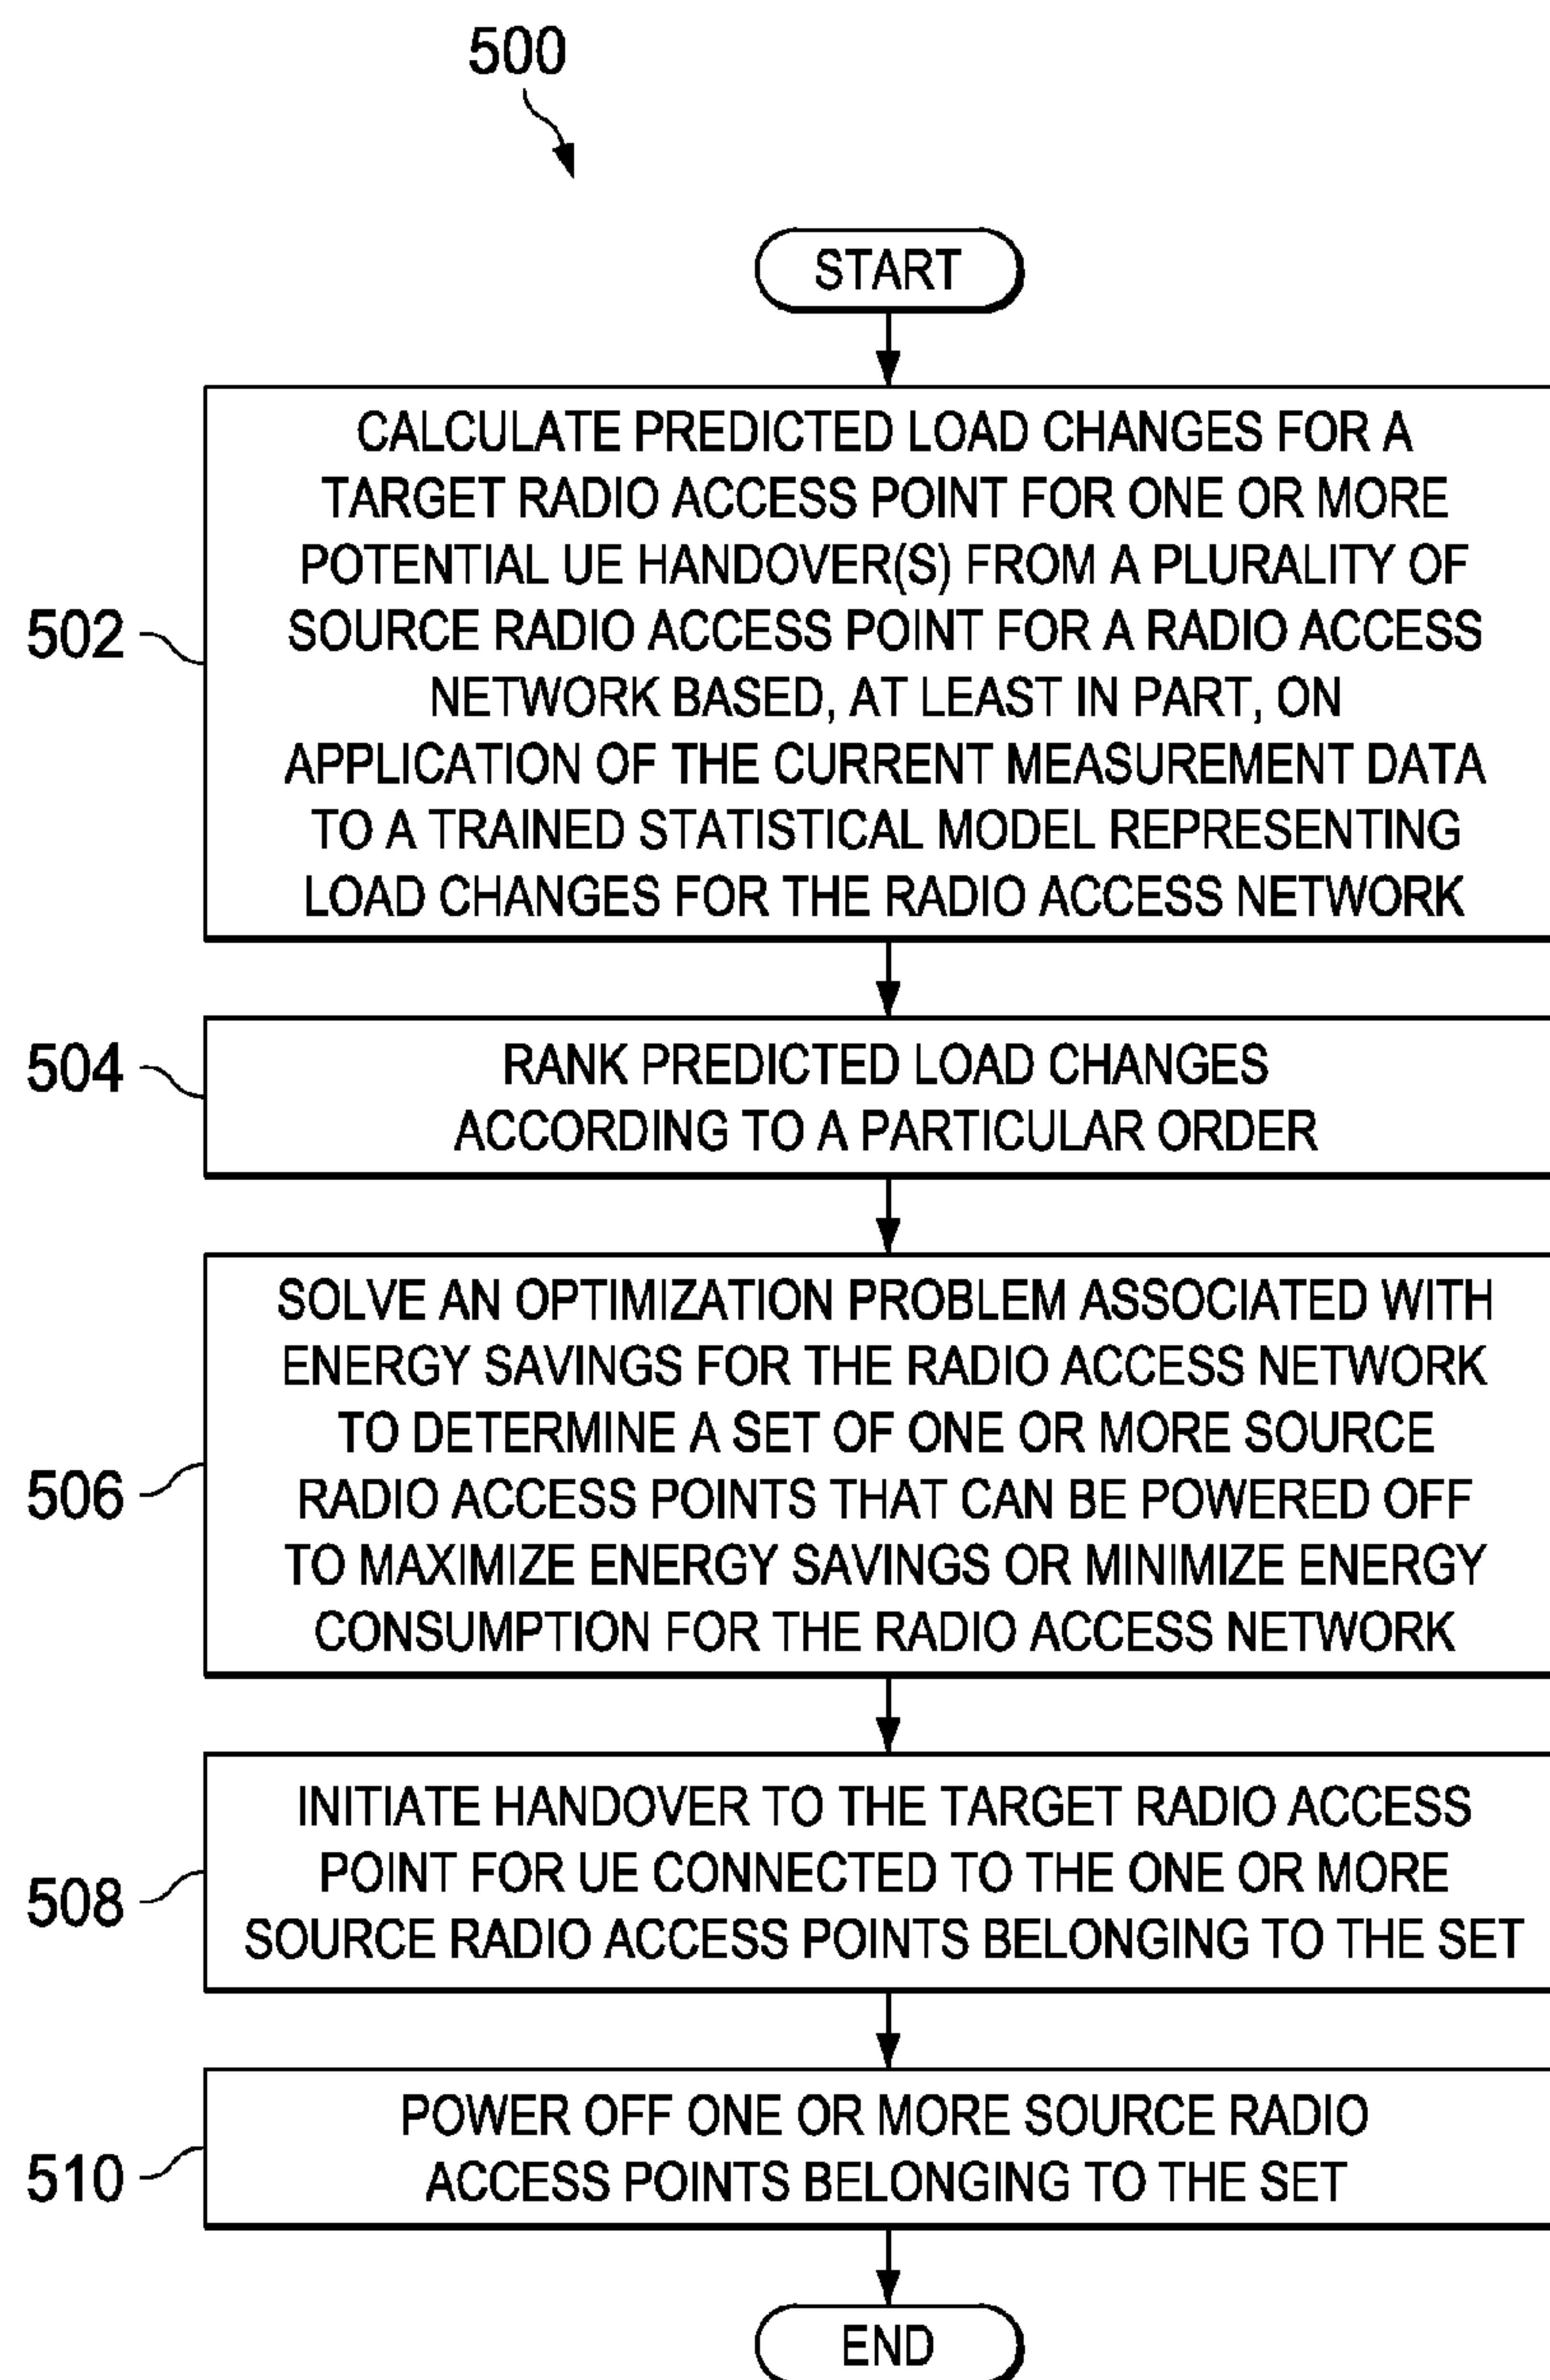 500
START
502
CALCULATE PREDICTED LOAD CHANGES FOR A
TARGET RADIO ACCESS POINT FOR ONE OR MORE
POTENTIAL UE HANDOVER(S) FROM A PLURALITY OF
SOURCE RADIO ACCESS POINT FOR A RADIO ACCESS
NETWORK BASED, AT LEAST IN PART, ON
APPLICATION OF THE CURRENT MEASUREMENT DATA
TO A TRAINED STATISTICAL MODEL REPRESENTING
LOAD CHANGES FOR THE RADIO ACCESS NETWORK
504
RANK PREDICTED LOAD CHANGES
ACCORDING TO A PARTICULAR ORDER
506
SOLVE AN OPTIMIZATION PROBLEM ASSOCIATED WITH
ENERGY SAVINGS FOR THE RADIO ACCESS NETWORK
TO DETERMINE A SET OF ONE OR MORE SOURCE
RADIO ACCESS POINTS THAT CAN BE POWERED OFF
TO MAXIMIZE ENERGY SAVINGS OR MINIMIZE ENERGY
CONSUMPTION FOR THE RADIO ACCESS NETWORK
508
INITIATE HANDOVER TO THE TARGET RADIO ACCESS
POINT FOR UE CONNECTED TO THE ONE OR MORE
SOURCE RADIO ACCESS POINTS BELONGING TO THE SET
510
POWER OFF ONE OR MORE SOURCE RADIO
ACCESS POINTS BELONGING TO THE SET
END